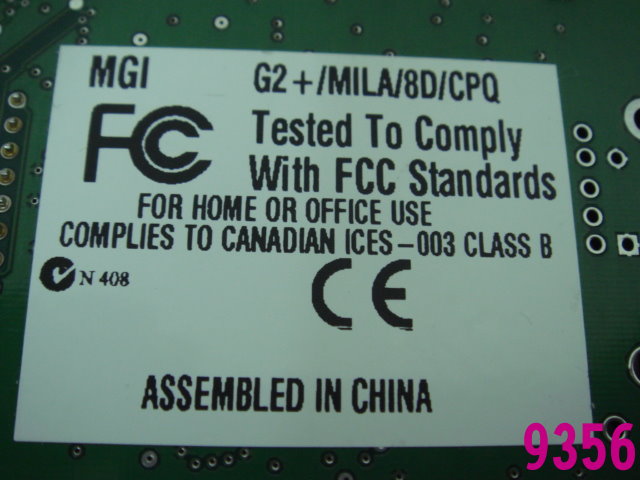 MGI G2+/MILA/8D/CPQ
FC Tested To Comply
With FCC Standards
FOR HOME OR OFFICE USE
COMPLIES TO CANADIAN ICES-003 CLASS B
N 408
CE
ASSEMBLED IN CHINA
9356